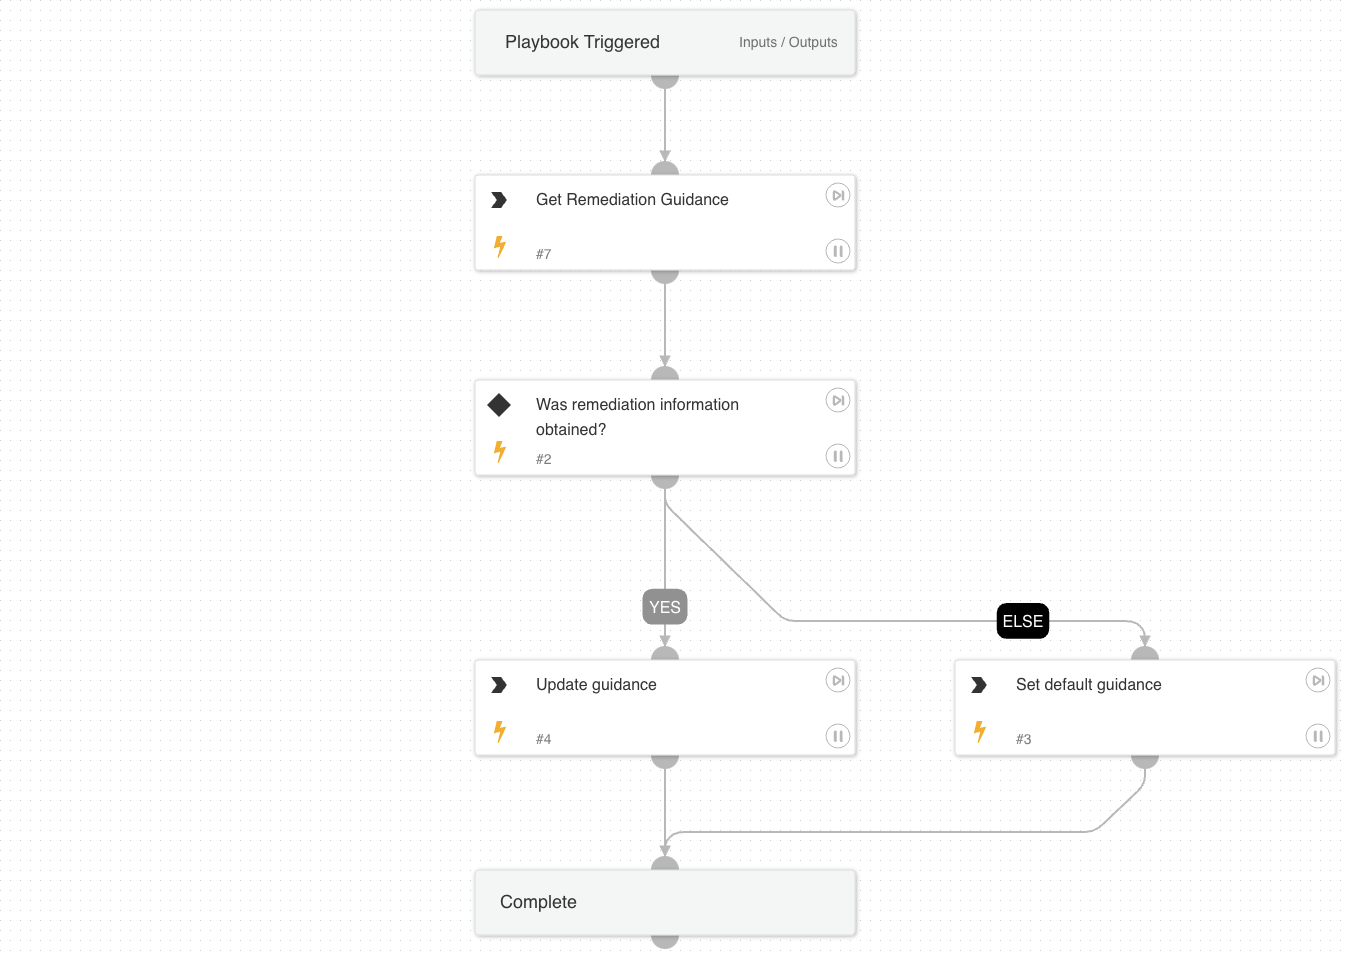 Playbook Triggered
Inputs / Outputs
Get Remediation Guidance
#7
Was remediation information
obtained?
#2
YES
ELSE
Update guidance
#4
Set default guidance
#3
Complete